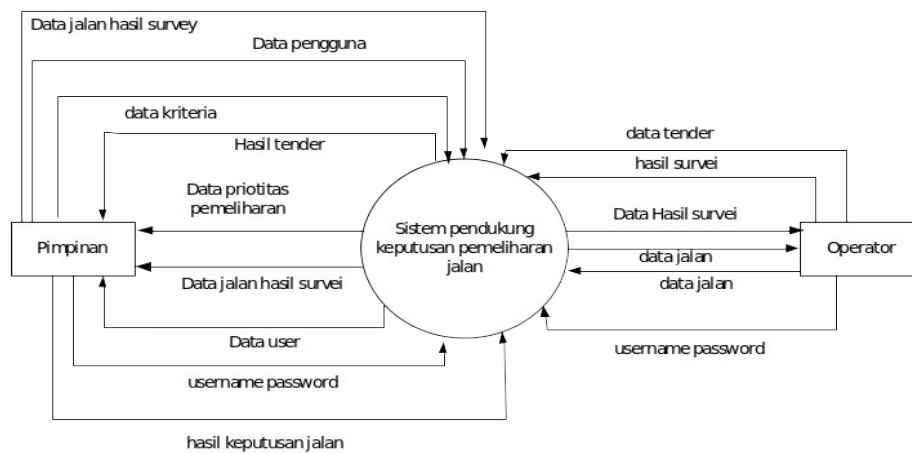 Data jalan hasil survey
Data pengguna
data kriteria
Hasil tender
data tender
hasil survei
Data priotitas
pemeliharan
Pimpinan
Sistem pendukung
keputusan pemeliharan
jalan
Data Hasil survei
Operator
data jalan
data jalan
Data jalan hasil survei
Data user
username password
username password
hasil keputusan jalan